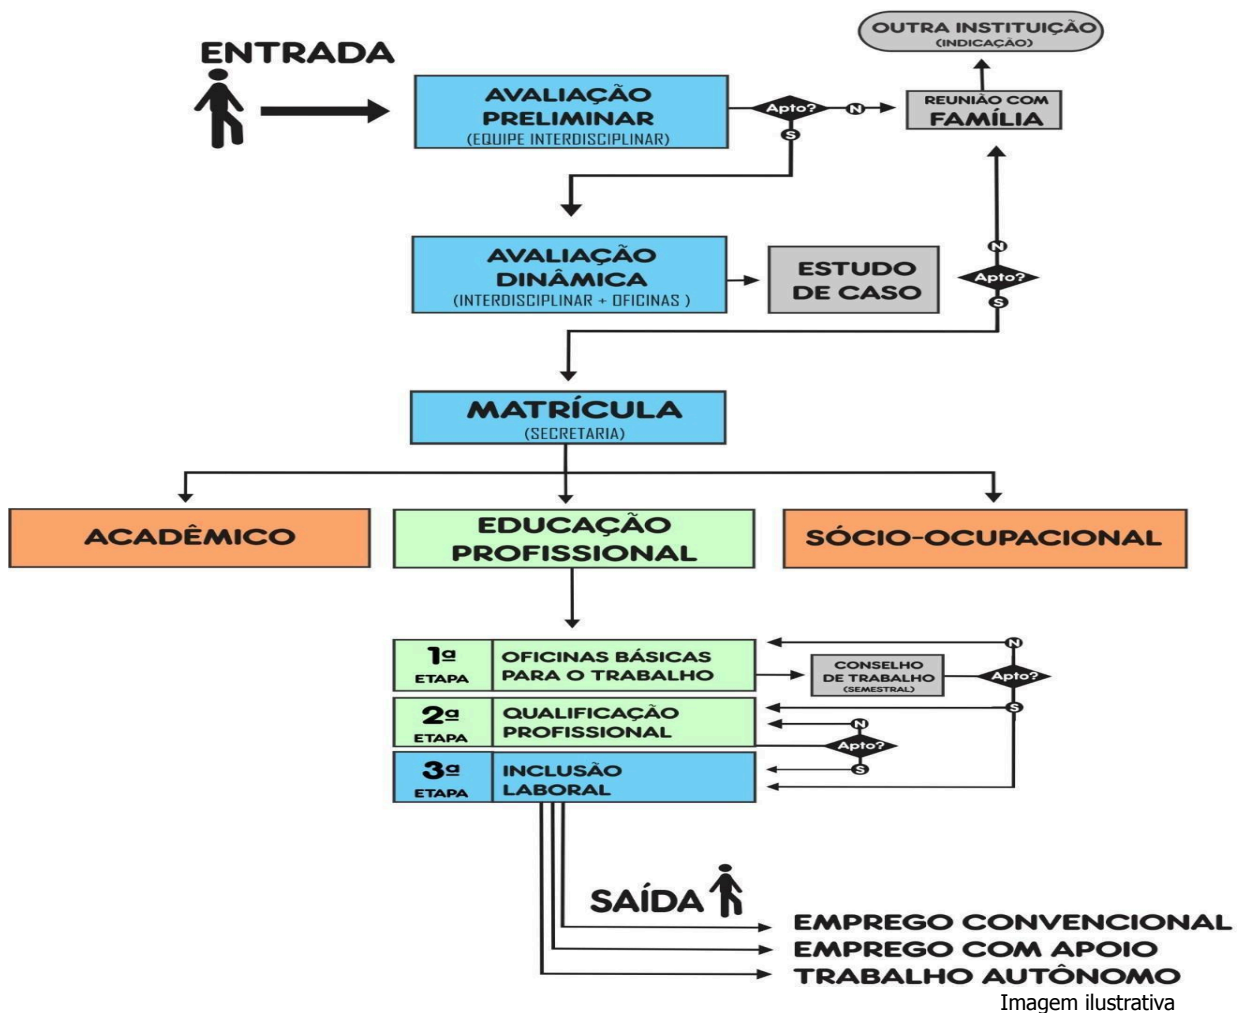 OUTRA INSTITUIÇÃO
(INDICAÇÃO)
ENTRADA
AVALIAÇÃO
PRELIMINAR
(EQUIPE INTERDISCIPLINAR)
Apto?
N
S
REUNIÃO COM
FAMÍLIA
AVALIAÇÃO
DINÂMICA
(INTERDISCIPLINAR + OFICINAS )
ESTUDO
DE CASO
N
Apto?
S
MATRÍCULA
(SECRETARIA)
ACADÊMICO
EDUCAÇÃO
PROFISSIONAL
SÓCIO-OCUPACIONAL
1ª
ETAPA
OFICINAS BÁSICAS
PARA O TRABALHO
CONSELHO
DE TRABALHO
(SEMESTRAL)
N
Apto?
S
2ª
ETAPA
QUALIFICAÇÃO
PROFISSIONAL
N
Apto?
S
3ª
ETAPA
INCLUSÃO
LABORAL
SAÍDA
EMPREGO CONVENCIONAL
EMPREGO COM APOIO
TRABALHO AUTÔNOMO
Imagem ilustrativa